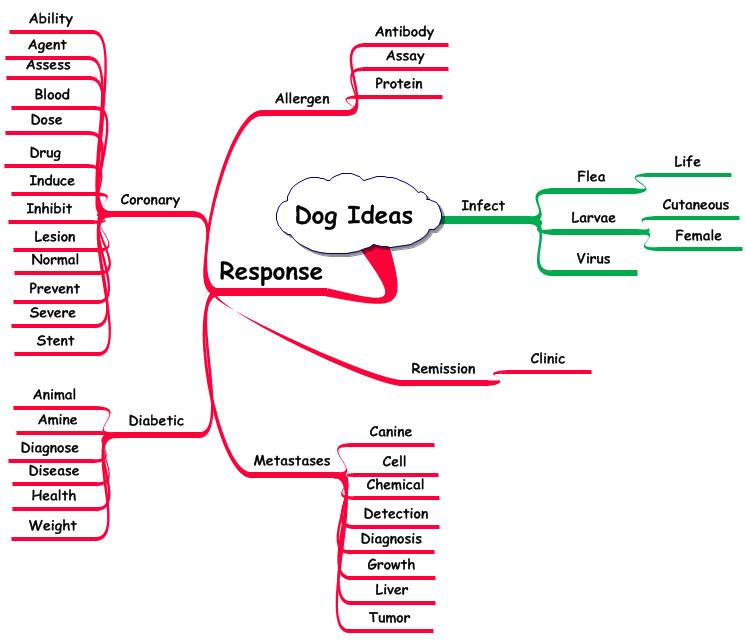 Dog Ideas
Response
Coronary
Ability
Agent
Assess
Blood
Dose
Drug
Induce
Inhibit
Lesion
Normal
Prevent
Severe
Stent
Diabetic
Animal
Amine
Diagnose
Disease
Health
Weight
Allergen
Antibody
Assay
Protein
Remission
Clinic
Metastases
Canine
Cell
Chemical
Detection
Diagnosis
Growth
Liver
Tumor
Infect
Flea
Life
Larvae
Cutaneous
Female
Virus